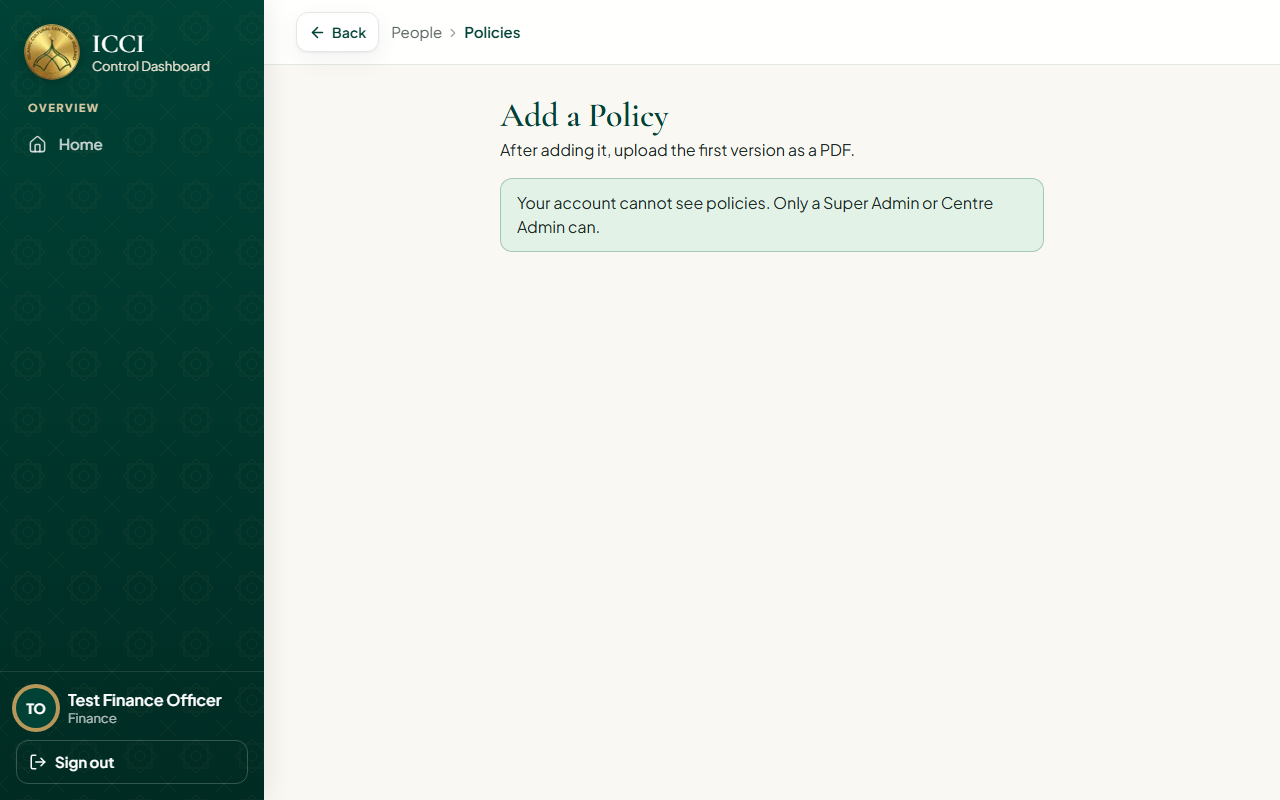 ICCI
Control Dashboard
OVERVIEW
Home
Back
People
Policies
Add a Policy
After adding it, upload the first version as a PDF.
Your account cannot see policies. Only a Super Admin or Centre
Admin can.
TO
Test Finance Officer
Finance
Sign out